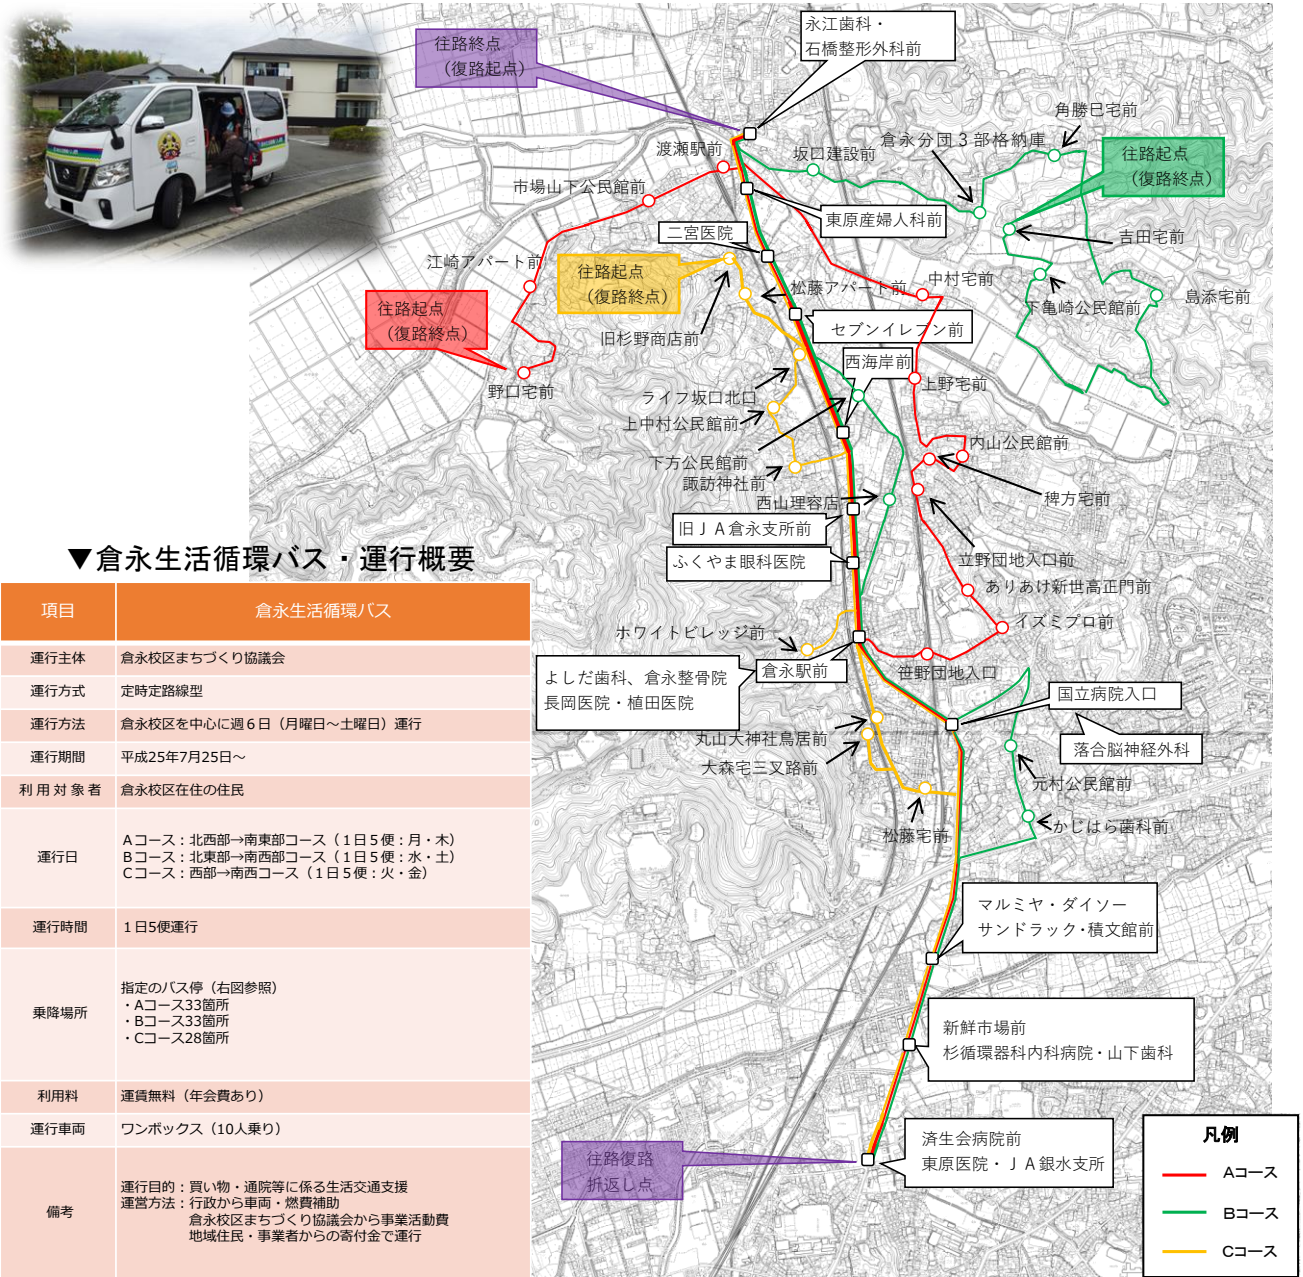 永江歯科・
石橋整形外科前
往路終点
（復路起点）
角勝巳宅前
倉永分団３部格納庫
渡瀬駅前
坂口建設前
往路起点
（復路終点）
市場山下公民館前
東原産婦人科前
二宮医院
吉田宅前
江崎アパート前
往路起点
（復路終点）
松藤アパート前
中村宅前
下亀崎公民館前
島添宅前
往路起点
（復路終点）
旧杉野商店前
セブンイレブン前
西海岸前
野口宅前
ライフ坂口北口
上野宅前
上中村公民館前
内山公民館前
下方公民館前
諏訪神社前
稗方宅前
西山理容店
旧ＪＡ倉永支所前
ふくやま眼科医院
立野団地入口前
ありあけ新世高正門前
イズミプロ前
ホワイトビレッジ前
倉永駅前
笹野団地入口
よしだ歯科、倉永整骨院
長岡医院・植田医院
国立病院入口
落合脳神経外科
丸山大神社鳥居前
大森宅三叉路前
元村公民館前
かじはら歯科前
松藤宅前
マルミヤ・ダイソー
サンドラック・積文館前
新鮮市場前
杉循環器科内科病院・山下歯科
済生会病院前
東原医院・ＪＡ銀水支所
往路復路
折返し点
凡例
Aコース
Bコース
Cコース
▼倉永生活循環バス・運行概要
項目 倉永生活循環バス
運行主体 倉永校区まちづくり協議会
運行方式 定時定路線型
運行方法 倉永校区を中心に週６日（月曜日～土曜日）運行
運行期間 平成25年7月25日～
利用対象者 倉永校区在住の住民
運行日
Aコース：北西部→南東部コース（１日５便：月・木）
Bコース：北東部→南西部コース（１日５便：水・土）
Cコース：西部→南西コース（１日５便：火・金）
運行時間 １日5便運行
乗降場所
指定のバス停（右図参照）
・Aコース33箇所
・Bコース33箇所
・Cコース28箇所
利用料 運賃無料（年会費あり）
運行車両 ワンボックス（10人乗り）
備考
運行目的：買い物・通院等に係る生活交通支援
運営方法：行政から車両・燃費補助
倉永校区まちづくり協議会から事業活動費
地域住民・事業者からの寄付金で運行